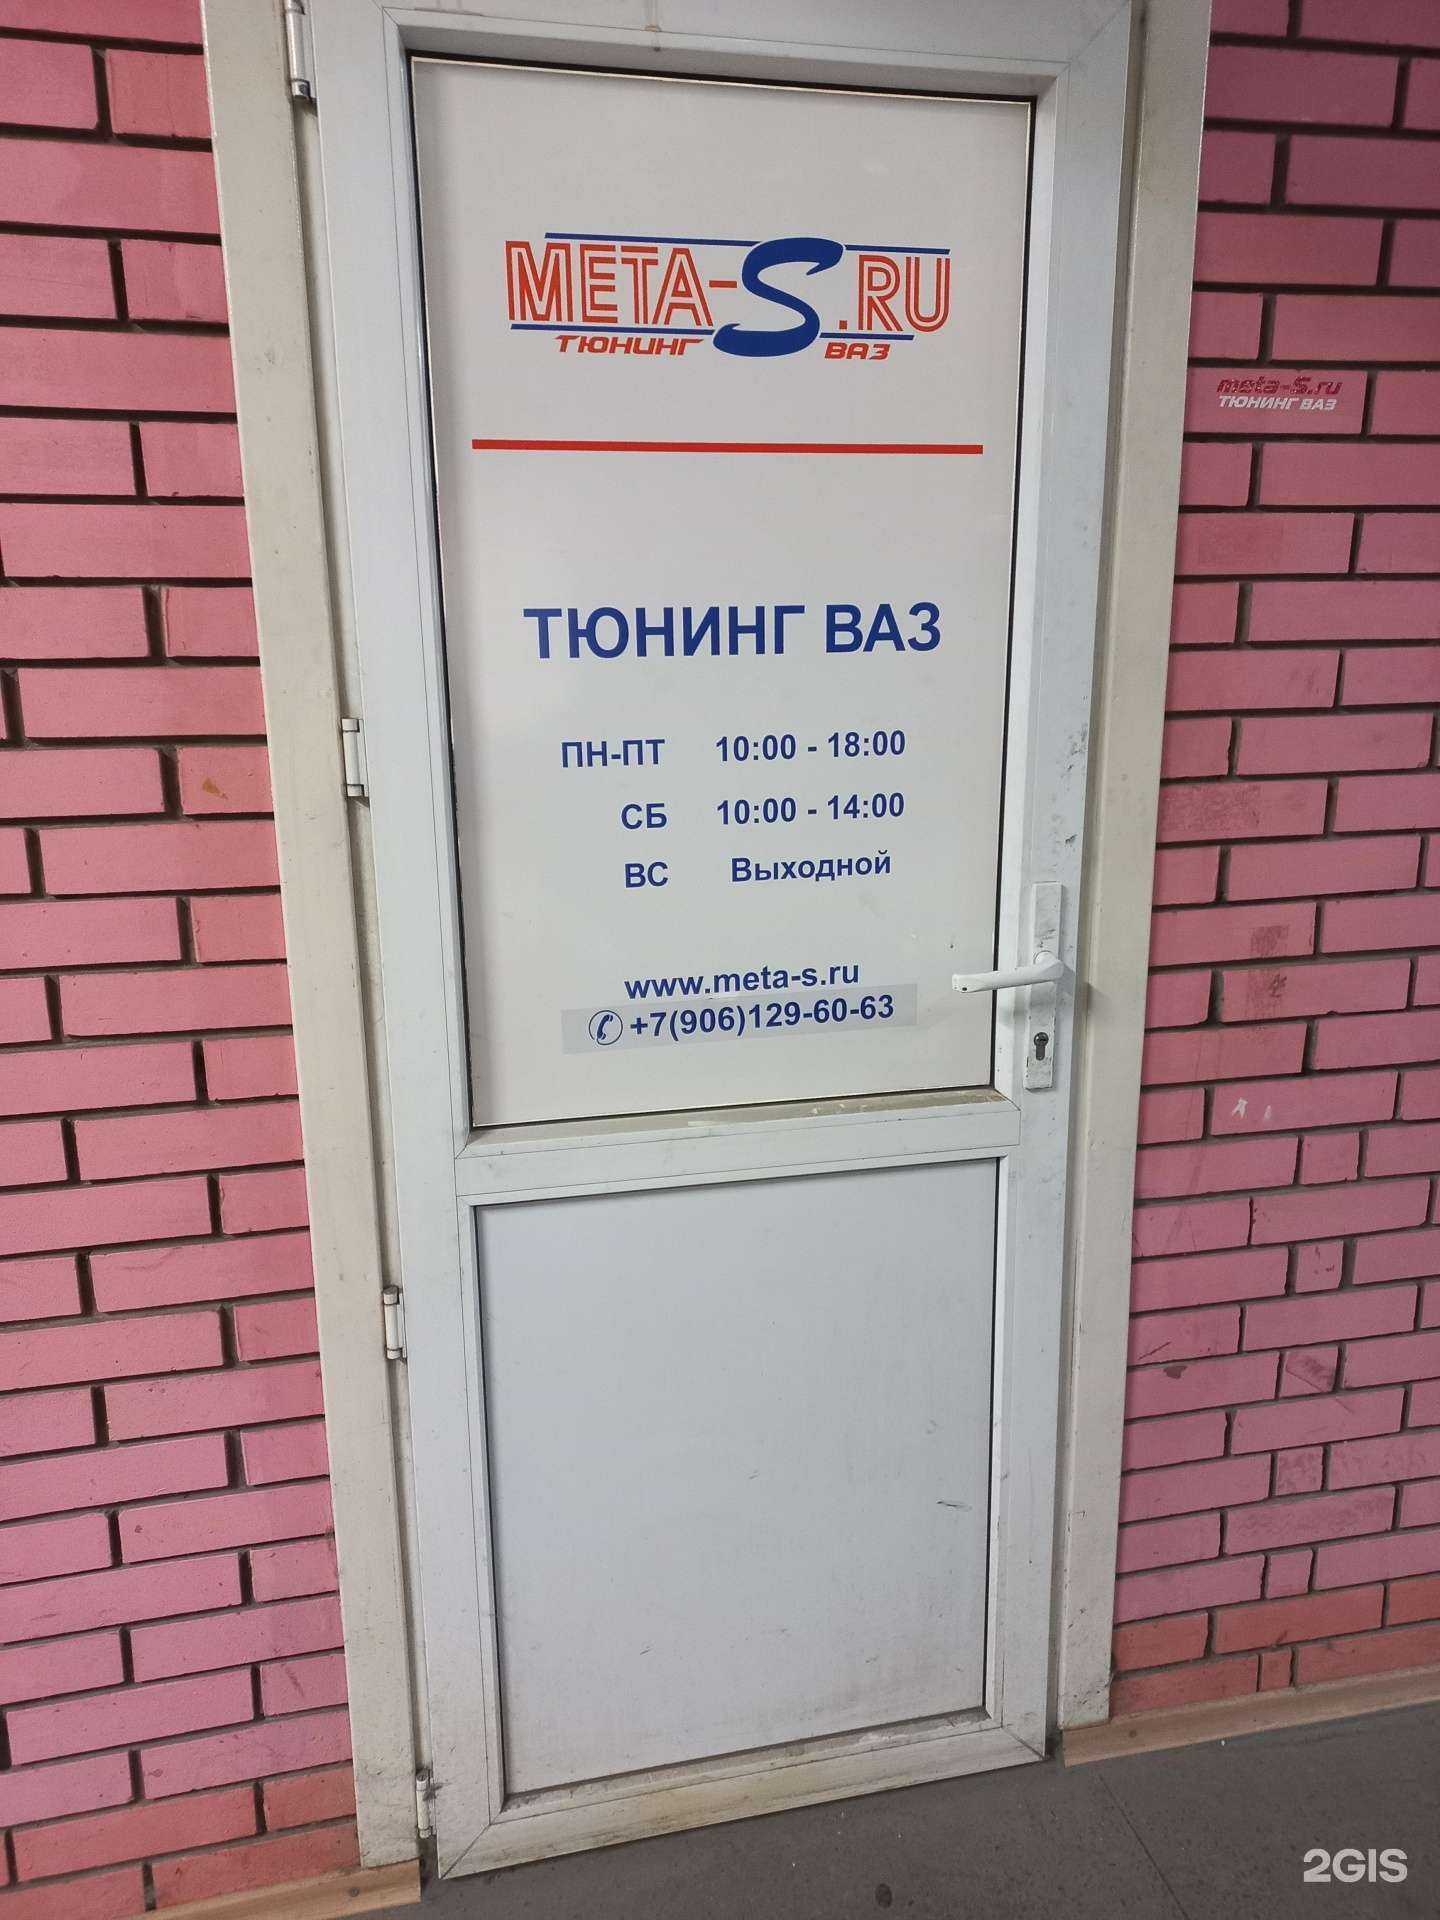 META-S.RU
ТЮНИНГ ВАЗ
meta-S.ru
ТЮНИНГ ВАЗ
ТЮНИНГ ВАЗ
ПН-ПТ 10:00 - 18:00
СБ 10:00 - 14:00
ВС Выходной
www.meta-s.ru
+7(906)129-60-63
2GIS